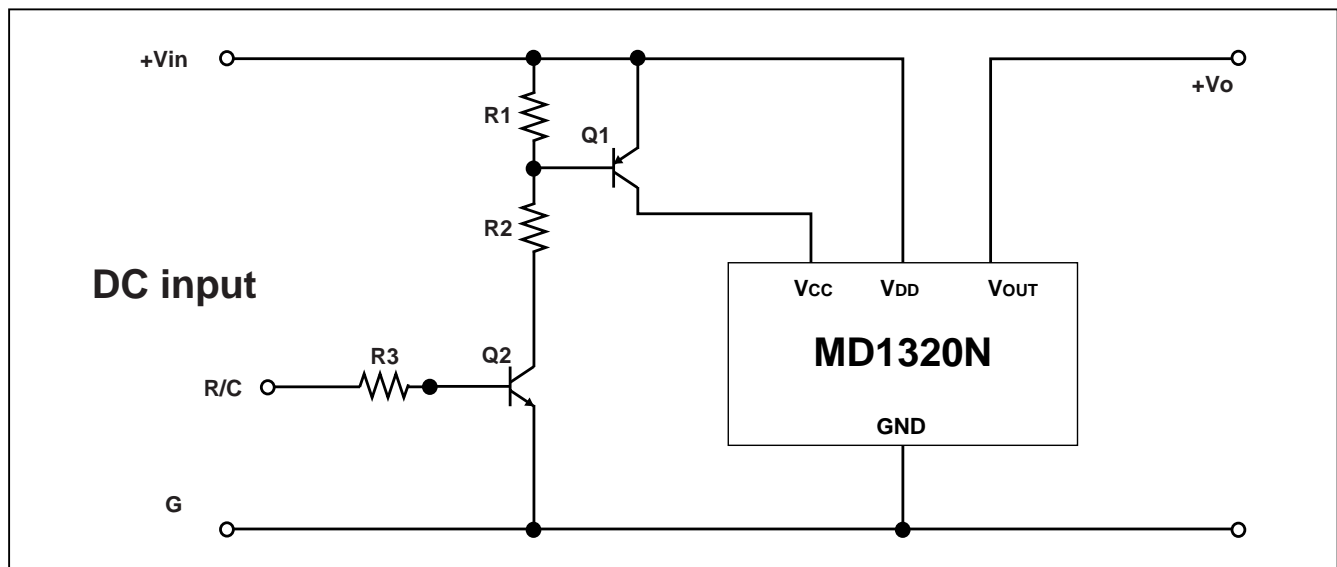 +Vin
+Vo
R1
Q1
R2
DC input
VCC VDD VOUT
MD1320N
R3
Q2
R/C
GND
G